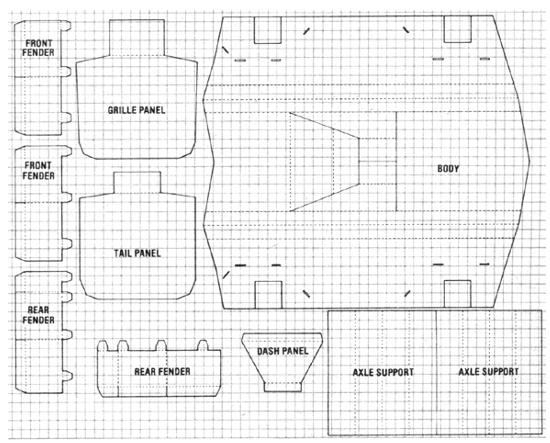 FRONT
FENDER
GRILLE PANEL
FRONT
FENDER
BODY
TAIL PANEL
REAR
FENDER
REAR FENDER
DASH PANEL
AXLE SUPPORT
AXLE SUPPORT